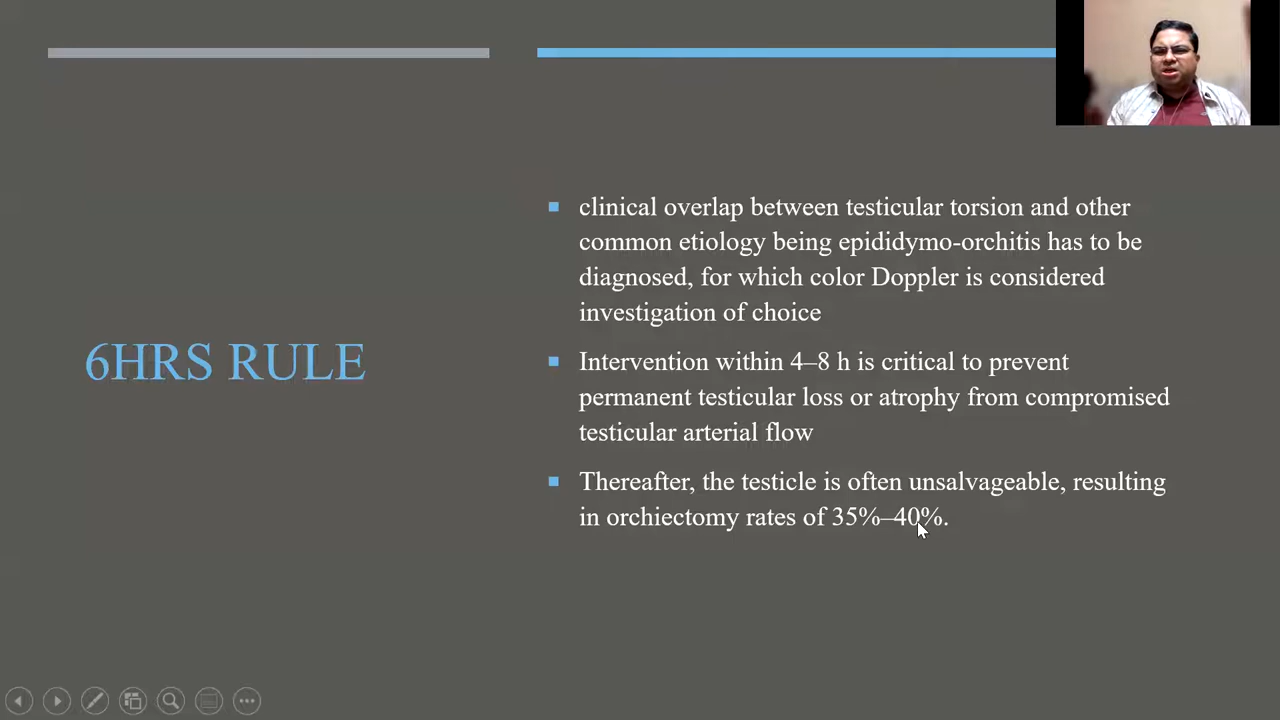 6HRS RULE
clinical overlap between testicular torsion and other
common etiology being epididymo-orchitis has to be
diagnosed, for which color Doppler is considered
investigation of choice
Intervention within 4–8 h is critical to prevent
permanent testicular loss or atrophy from compromised
testicular arterial flow
Thereafter, the testicle is often unsalvageable, resulting
in orchiectomy rates of 35%–40%.